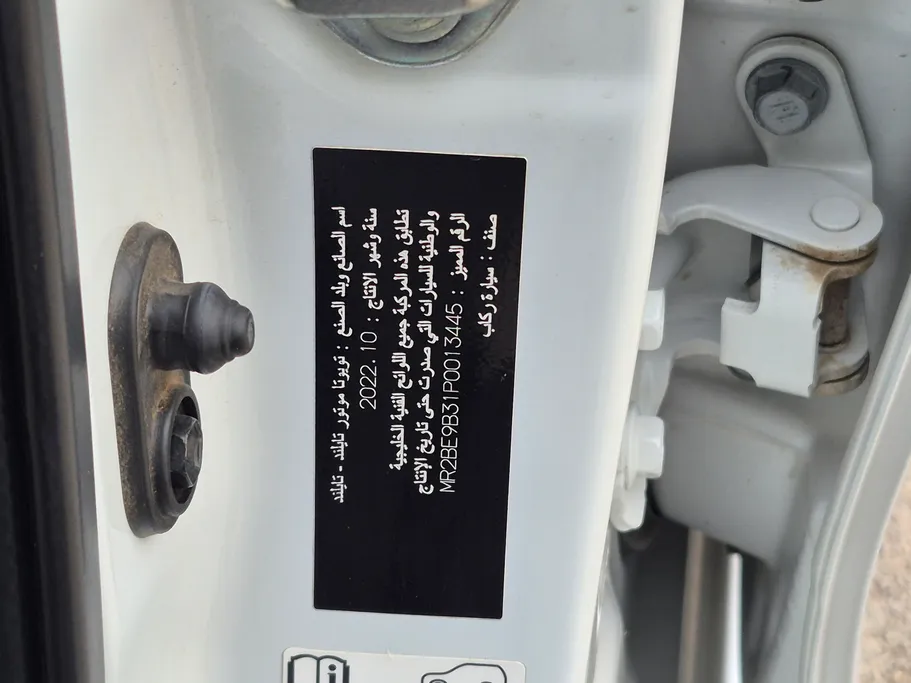 اسم الصانع وبلد الصنع : تويوتا موتور تايلند - تايلند
سنة وشهر الانتاج : 2022.10
تطابق هذه المركبة جميع اللوائح الفنية الخليجية
والوطنية للسيارات التي صدرت حتى تاريخ الإنتاج
الرقم المميز : MR2BE9B31P0013445
صنف : سيارة ركاب